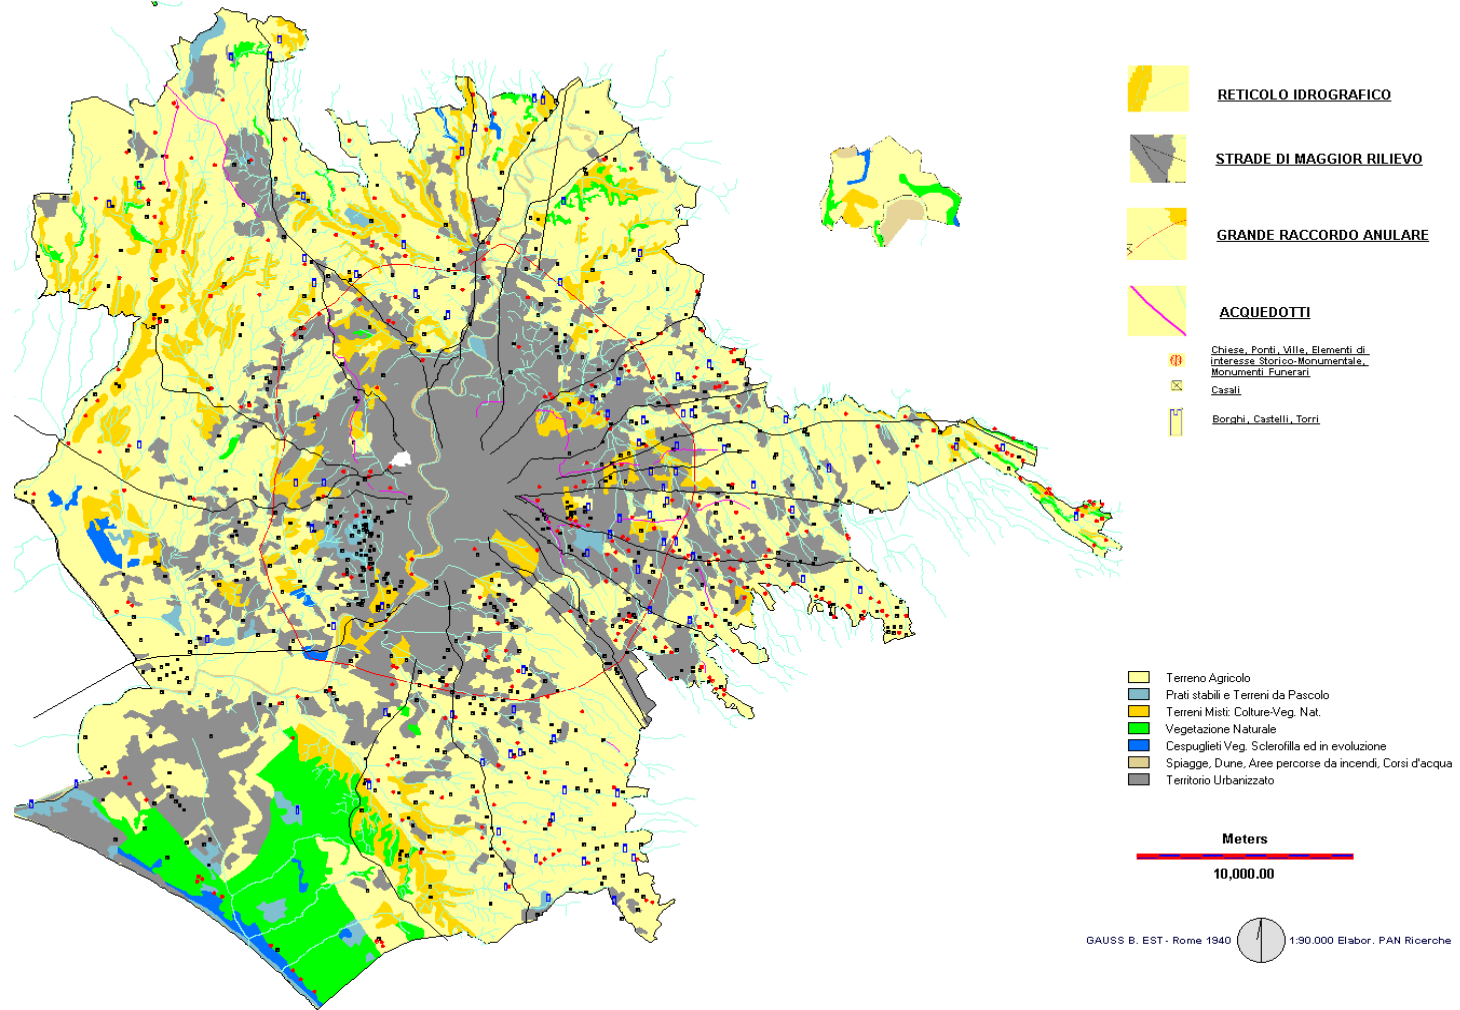 RETICOLO IDROGRAFICO
STRADE DI MAGGIOR RILIEVO
GRANDE RACCORDO ANULARE
ACQUEDOTTI
Chiese, Ponti, Ville, Elementi di
interesse Storico-Monumentale,
Monumenti Funerari
Casali
Borghi, Castelli, Torri
Terreno Agricolo
Prati stabili e Terreni da Pascolo
Terreni Misti: Colture-Veg. Nat.
Vegetazione Naturale
Cespuglieti Veg. Sclerofilla ed in evoluzione
Spiagge, Dune, Aree percorse da incendi, Corsi d'acqua
Territorio Urbanizzato
Meters
10,000.00
GAUSS B. EST - Rome 1940 1:90.000 Elabor. PAN Ricerche